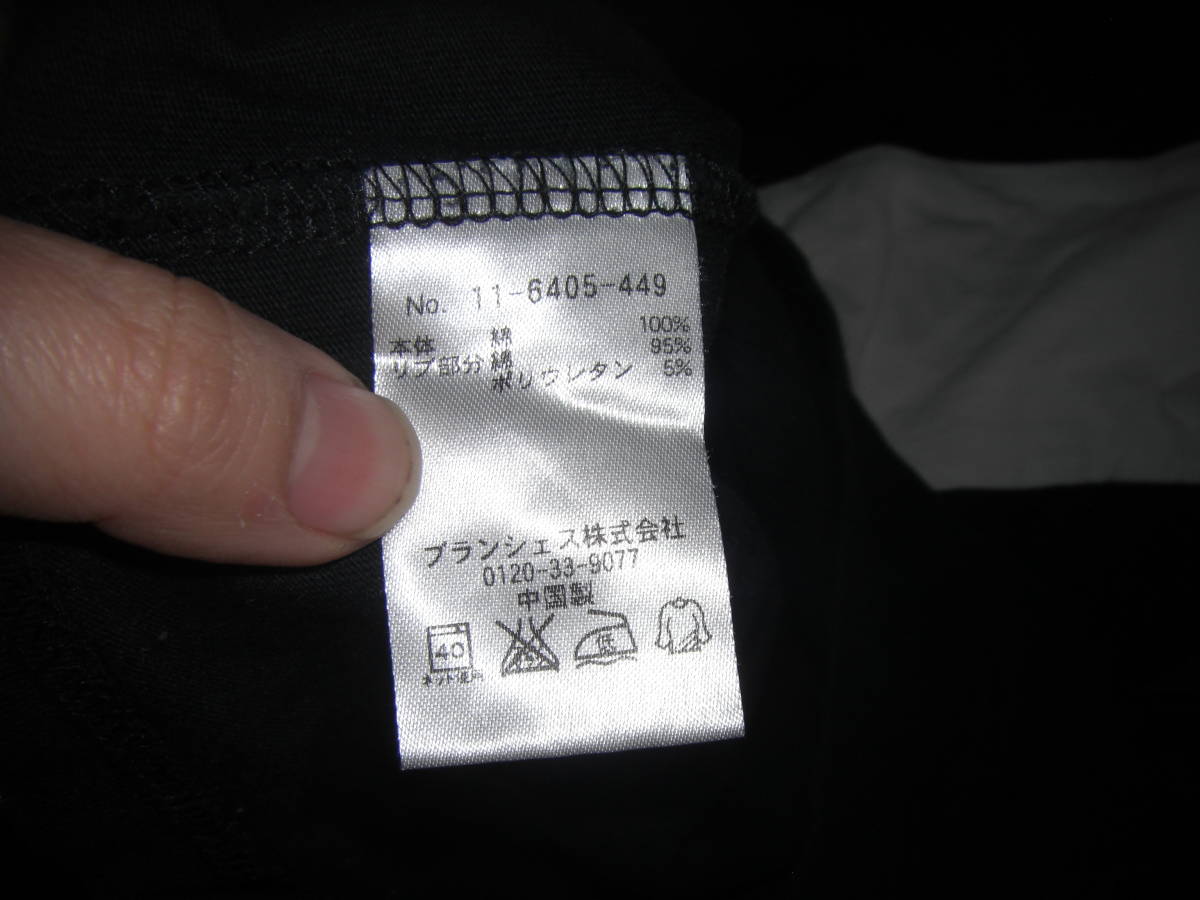 No. 11-6405-449
本体 綿 100%
リブ部分 綿 95%
ポリウレタン 5%
ブランシェス株式会社
0120-33-9077
中国製
40 低
ネット使用